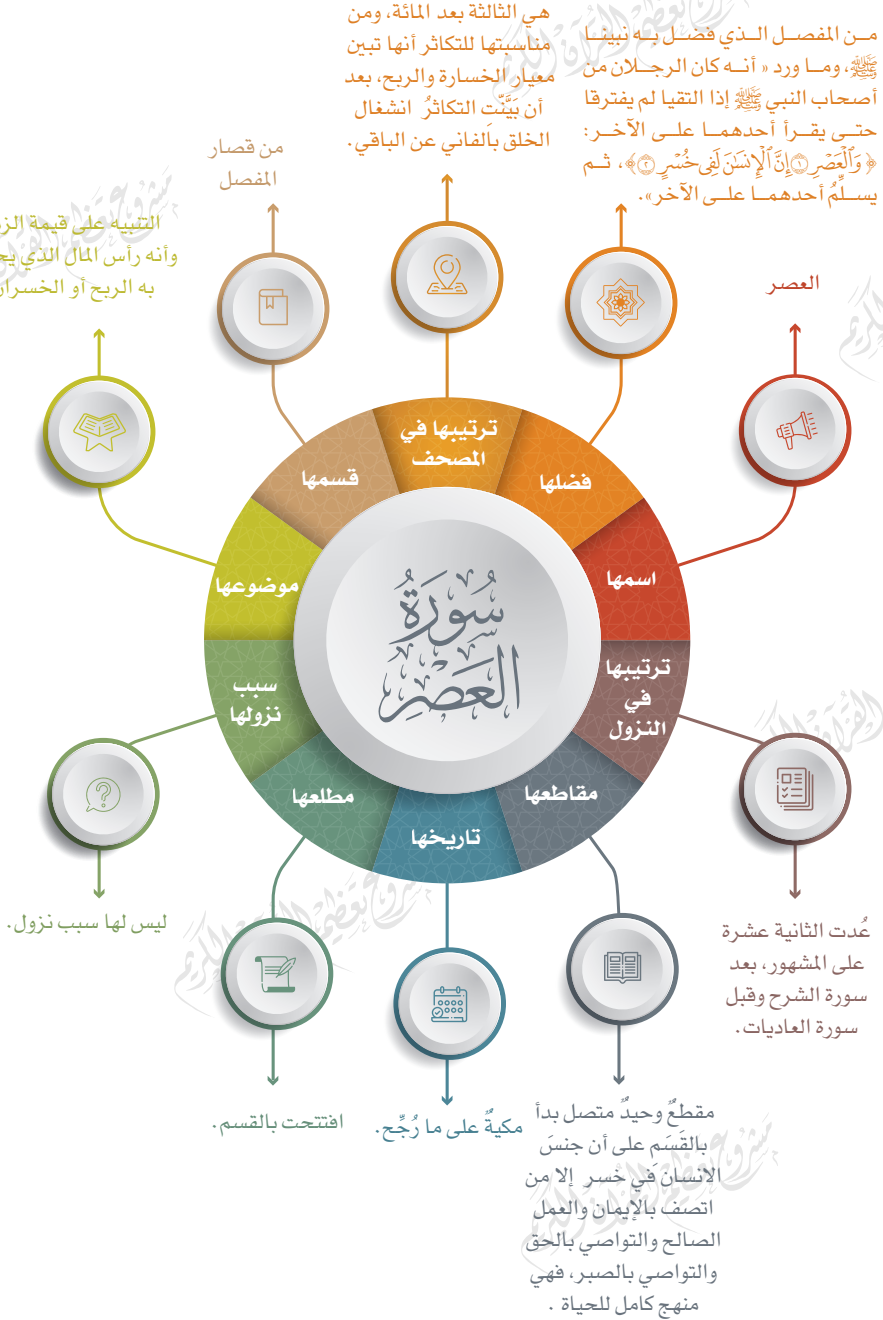 من المفصل الذي فضل به نبينا
ﷺ، وما ورد « أنه كان الرجلان من
أصحاب النبي ﷺ إذا التقيا لم يفترقا
حتى يقرأ أحدهما على الآخر:
﴿ وَٱلْعَصْرِ ۝١ إِنَّ ٱلْإِنسَٰنَ لَفِى خُسْرٍ ۝٢ ﴾، ثم
يسلِّمُ أحدهما على الآخر».
هي الثالثة بعد المائة، ومن
مناسبتها للتكاثر أنها تبين
معيار الخسارة والربح، بعد
أن بَيَّنَّتِ التكاثرُ انشغال
الخلق بالفاني عن الباقي.
من قصار
المفصل
التنبيه على قيمة
وأنه رأس المال الذي
به الربح أو الخسران
العصر
ترتيبها في
المصحف
فضلها
قسمها
اسمها
موضوعها
سُورَةُ
العَصْرِ
ترتيبها
في
النزول
سبب
نزولها
مقاطعها
مطلعها
تاريخها
عُدت الثانية عشرة
على المشهور، بعد
سورة الشرح وقبل
سورة العاديات.
ليس لها سبب نزول.
مقطعٌ وحيدٌ متصل بدأ
بالقَسَمِ على أن جنسَ
الانسان في خسر إلا من
اتصف بالإيمان والعمل
الصالح والتواصي بالحق
والتواصي بالصبر، فهي
منهج كامل للحياة .
مكيةٌ على ما رُجِّح.
افتتحت بالقسم.